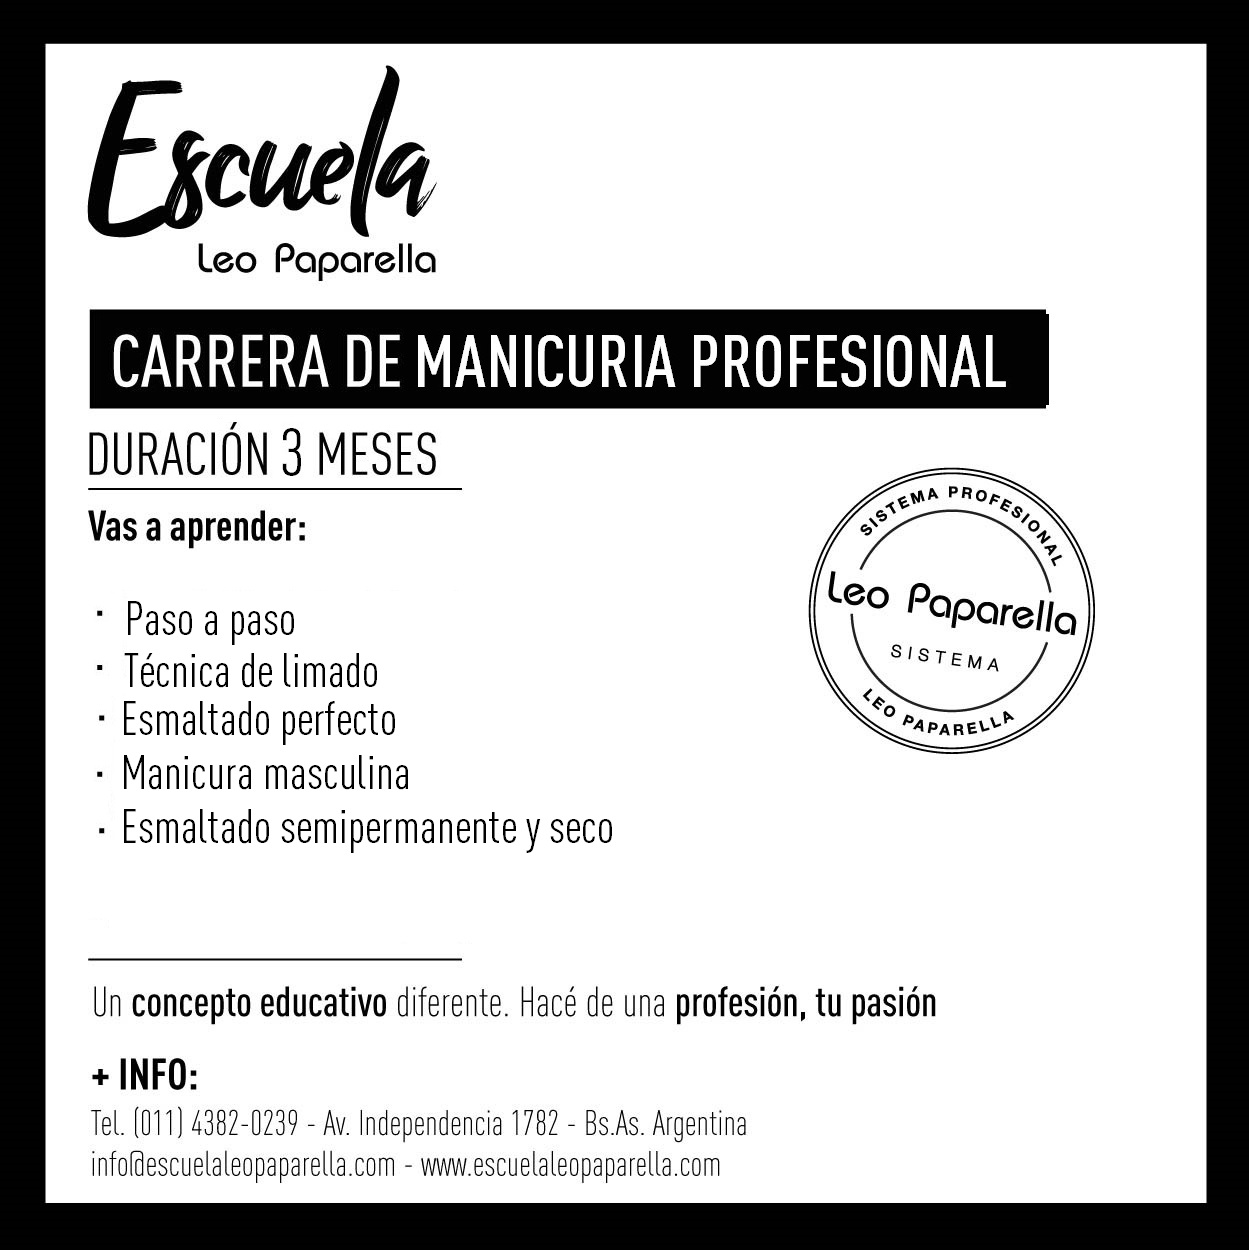 Escuela
Leo Paparella
CARRERA DE MANICURIA PROFESIONAL
DURACIÓN 3 MESES
Vas a aprender:
· Paso a paso
· Técnica de limado
· Esmaltado perfecto
· Manicura masculina
· Esmaltado semipermanente y seco
SISTEMA PROFESIONAL
Leo Paparella
SISTEMA
LEO PAPARELLA
Un concepto educativo diferente. Hacé de una profesión, tu pasión
+ INFO:
Tel. (011) 4382-0239 - Av. Independencia 1782 - Bs.As. Argentina
info@escuelaleopaparella.com - www.escuelaleopaparella.com